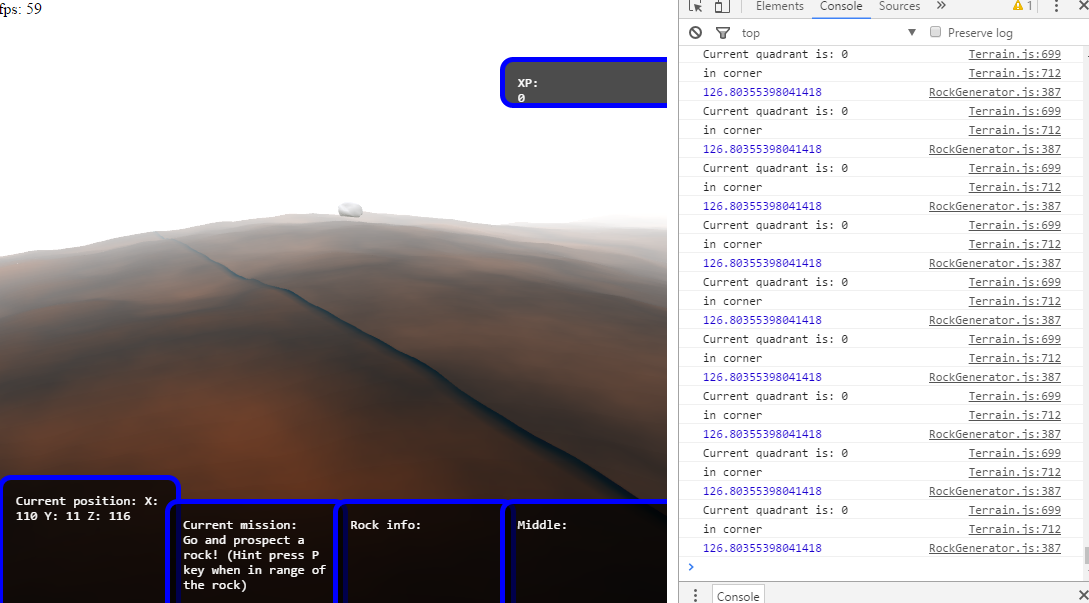 fps: 59
XP:
0
Current position: X:
110 Y: 11 Z: 116
Current mission:
Go and prospect a
rock! (Hint press P
key when in range of
the rock)
Rock info:
Middle:
Elements Console Sources » 1
top Preserve log
Current quadrant is: 0 Terrain.js:699
in corner Terrain.js:712
126.80355398041418 RockGenerator.js:387
Current quadrant is: 0 Terrain.js:699
in corner Terrain.js:712
126.80355398041418 RockGenerator.js:387
Current quadrant is: 0 Terrain.js:699
in corner Terrain.js:712
126.80355398041418 RockGenerator.js:387
Current quadrant is: 0 Terrain.js:699
in corner Terrain.js:712
126.80355398041418 RockGenerator.js:387
Current quadrant is: 0 Terrain.js:699
in corner Terrain.js:712
126.80355398041418 RockGenerator.js:387
Current quadrant is: 0 Terrain.js:699
in corner Terrain.js:712
126.80355398041418 RockGenerator.js:387
Current quadrant is: 0 Terrain.js:699
in corner Terrain.js:712
126.80355398041418 RockGenerator.js:387
Current quadrant is: 0 Terrain.js:699
in corner Terrain.js:712
126.80355398041418 RockGenerator.js:387
Current quadrant is: 0 Terrain.js:699
in corner Terrain.js:712
126.80355398041418 RockGenerator.js:387
>
Console